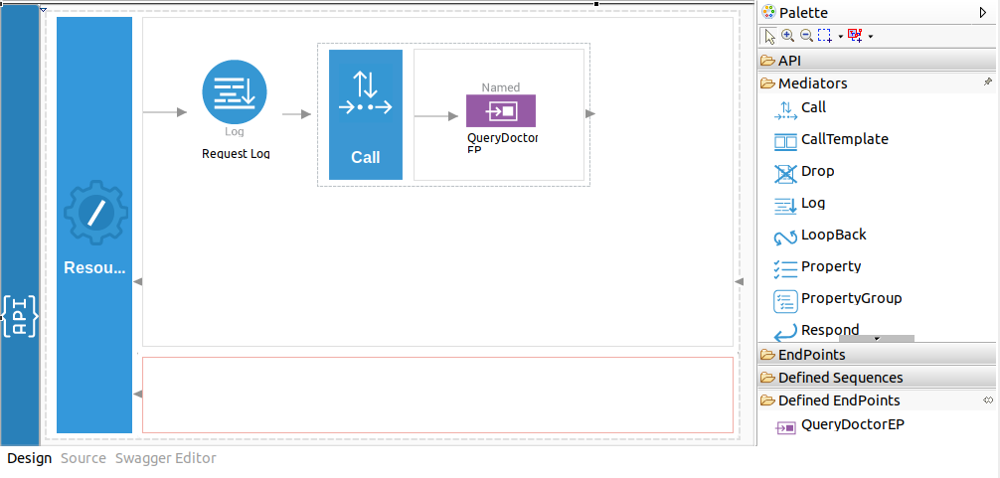 API
Resou...
Log
Request Log
Call
Named
QueryDoctor
EP
Palette
API
Mediators
Call
CallTemplate
Drop
Log
LoopBack
Property
PropertyGroup
Respond
EndPoints
Defined Sequences
Defined EndPoints
QueryDoctorEP
Design Source Swagger Editor